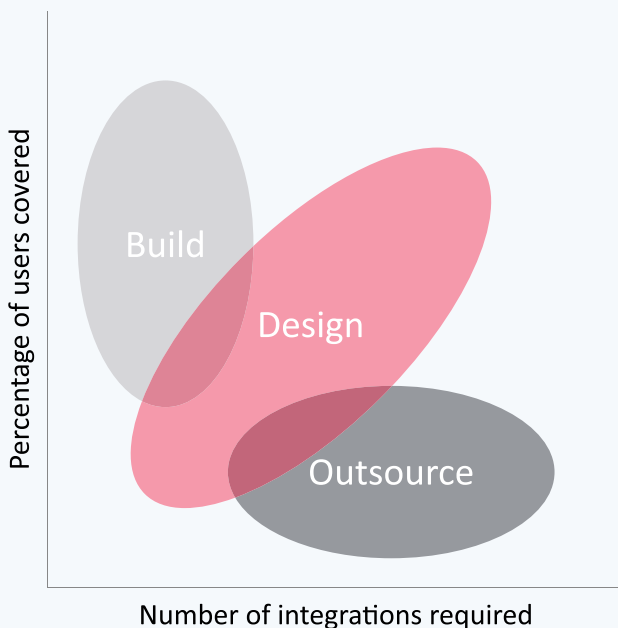 Percentage of users covered
Build
Design
Outsource
Number of integrations required